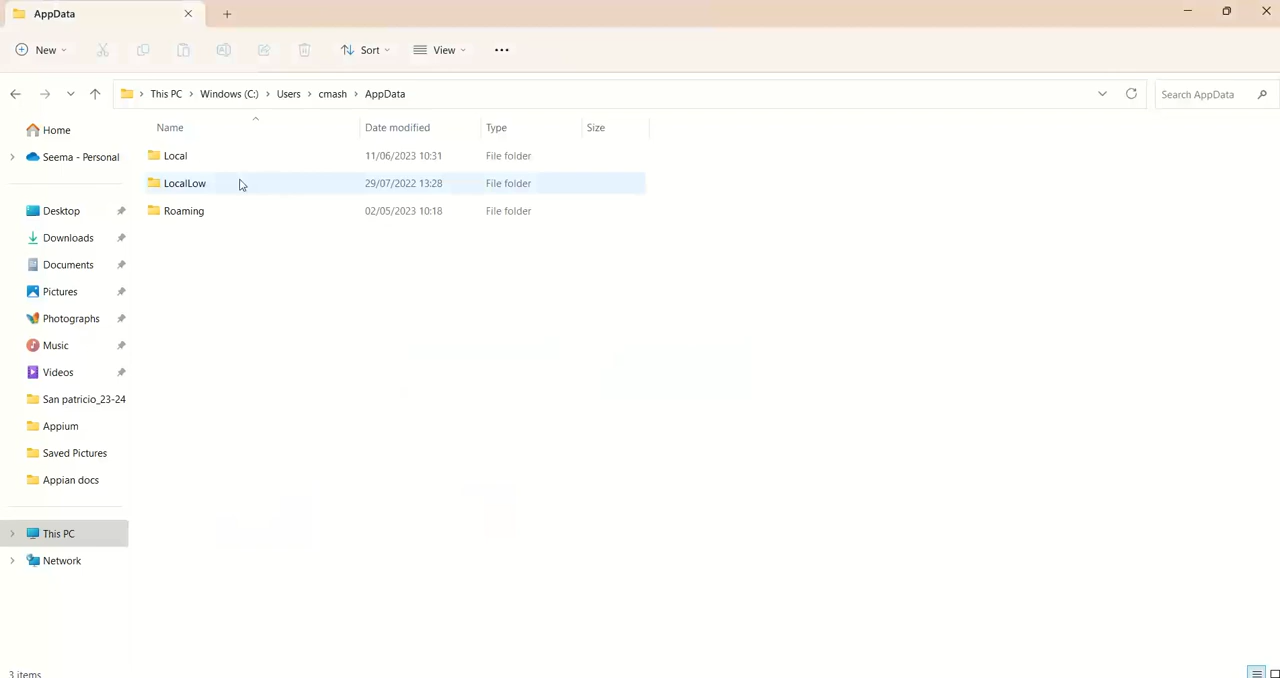 AppData
New
Sort
View
This PC > Windows (C:) > Users > cmash > AppData
Search AppData
Home
Seema - Personal
Desktop
Downloads
Documents
Pictures
Photographs
Music
Videos
San patricio_23-24
Appium
Saved Pictures
Appian docs
This PC
Network
Name Date modified Type Size
Local 11/06/2023 10:31 File folder
LocalLow 29/07/2022 13:28 File folder
Roaming 02/05/2023 10:18 File folder
3 items